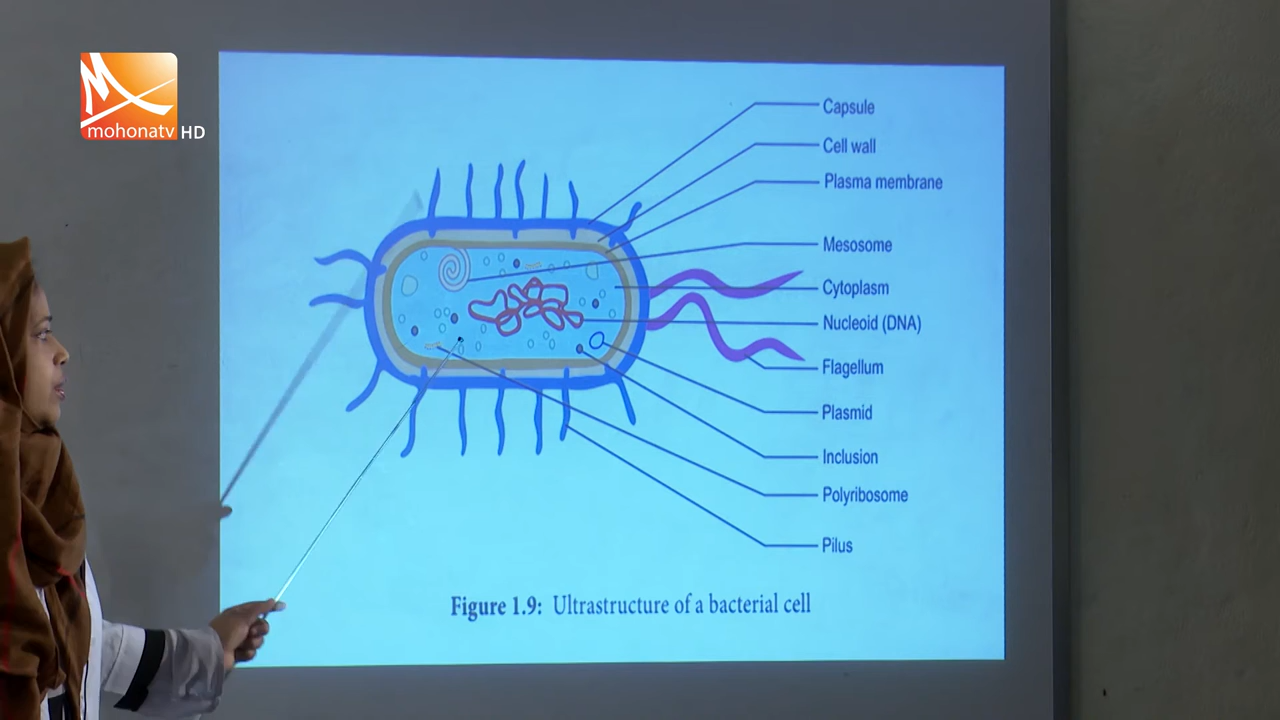 mohonatv HD
Capsule
Cell wall
Plasma membrane
Mesosome
Cytoplasm
Nucleoid (DNA)
Flagellum
Plasmid
Inclusion
Polyribosome
Pilus
Figure 1.9: Ultrastructure of a bacterial cell